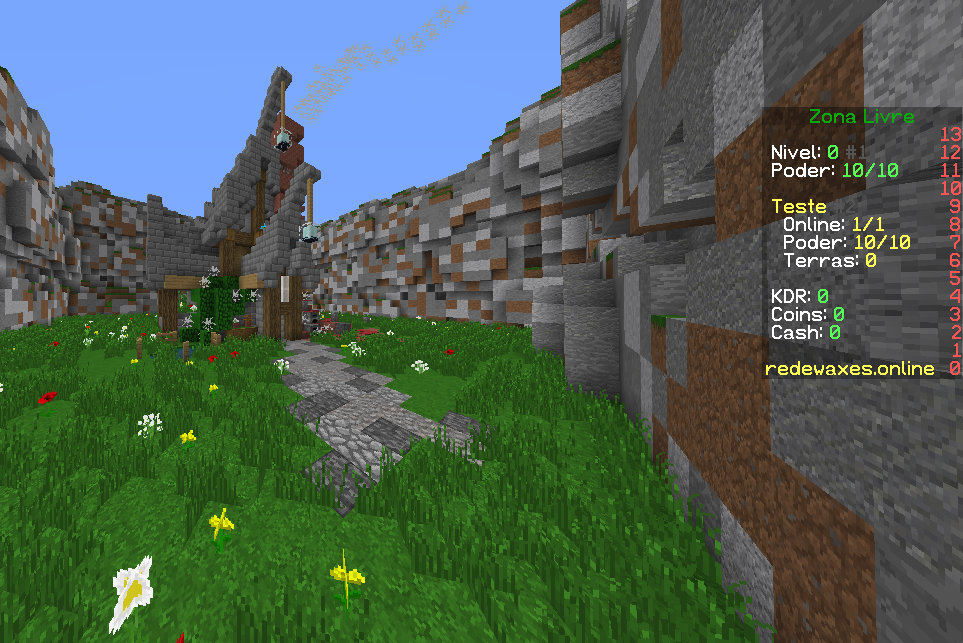 Zona Livre
13
Nivel: 0 #1 12
Poder: 10/10 11
10
Teste 9
Online: 1/1 8
Poder: 10/10 7
Terras: 0 6
5
KDR: 0 4
Coins: 0 3
Cash: 0 2
1
redewaxes.online 0